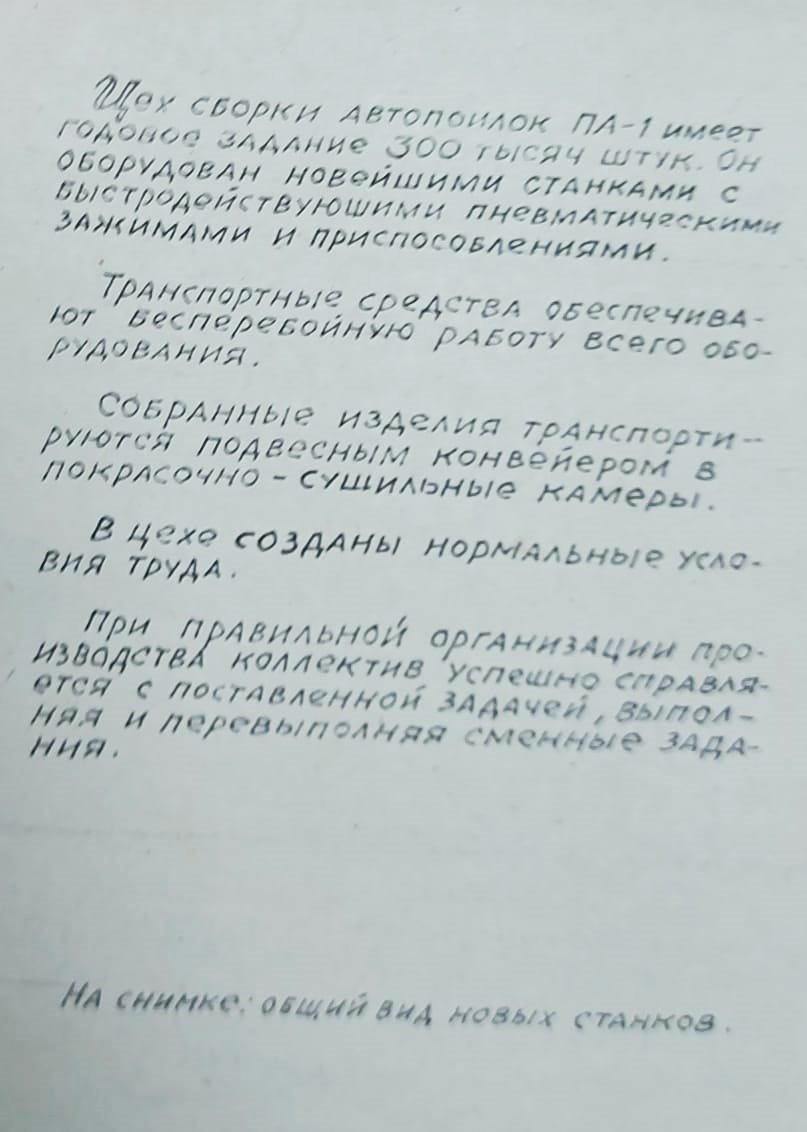 Цех сборки автопоилок ПА-1 имеет
годовое задание 300 тысяч штук. Он
оборудован новейшими станками с
быстродействуюшими пневматическими
зажимами и приспособлениями.
Транспортные средства обеспечива-
ют бесперебойную работу всего обо-
рудования.
Собранные изделия транспорти-
руются подвесным конвейером в
покрасочно-сушильные камеры.
В цехе созданы нормальные усло-
вия труда.
При правильной организации про-
изводства коллектив успешно справля-
ется с поставленной задачей, выпол-
няя и перевыполняя сменные зада-
ния.
На снимке: общий вид новых станков.